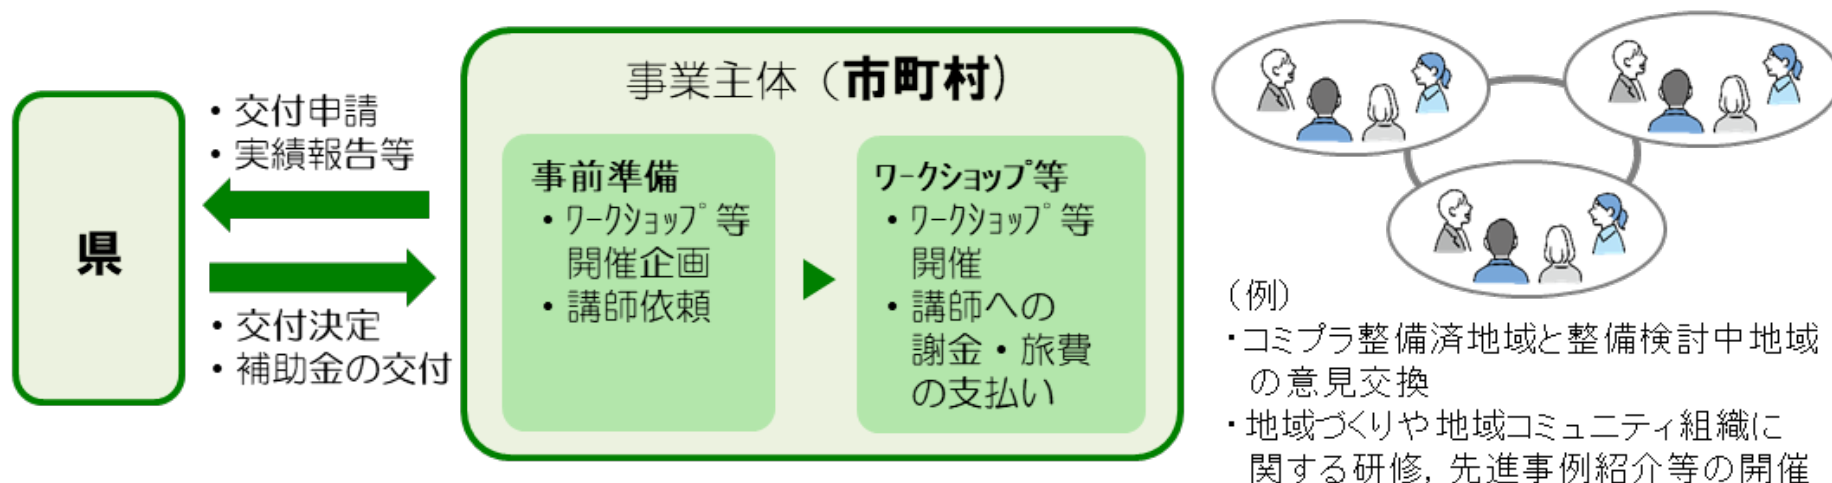 県
・交付申請
・実績報告等
・交付決定
・補助金の交付
事業主体（市町村）
事前準備
・ﾜｰｸｼｮｯﾌﾟ等
開催企画
・講師依頼
ﾜｰｸｼｮｯﾌﾟ等
・ﾜｰｸｼｮｯﾌﾟ等
開催
・講師への
謝金・旅費
の支払い
（例）
・コミプラ整備済地域と整備検討中地域
の意見交換
・地域づくりや地域コミュニティ組織に
関する研修，先進事例紹介等の開催